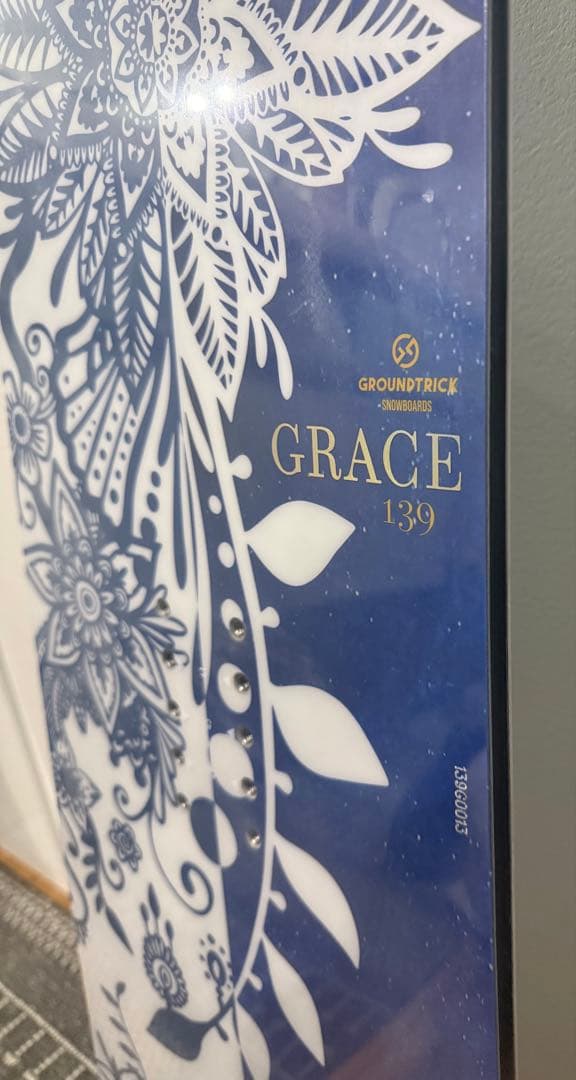 GROUNDTRICK
SNOWBOARDS
GRACE
139
139G0013